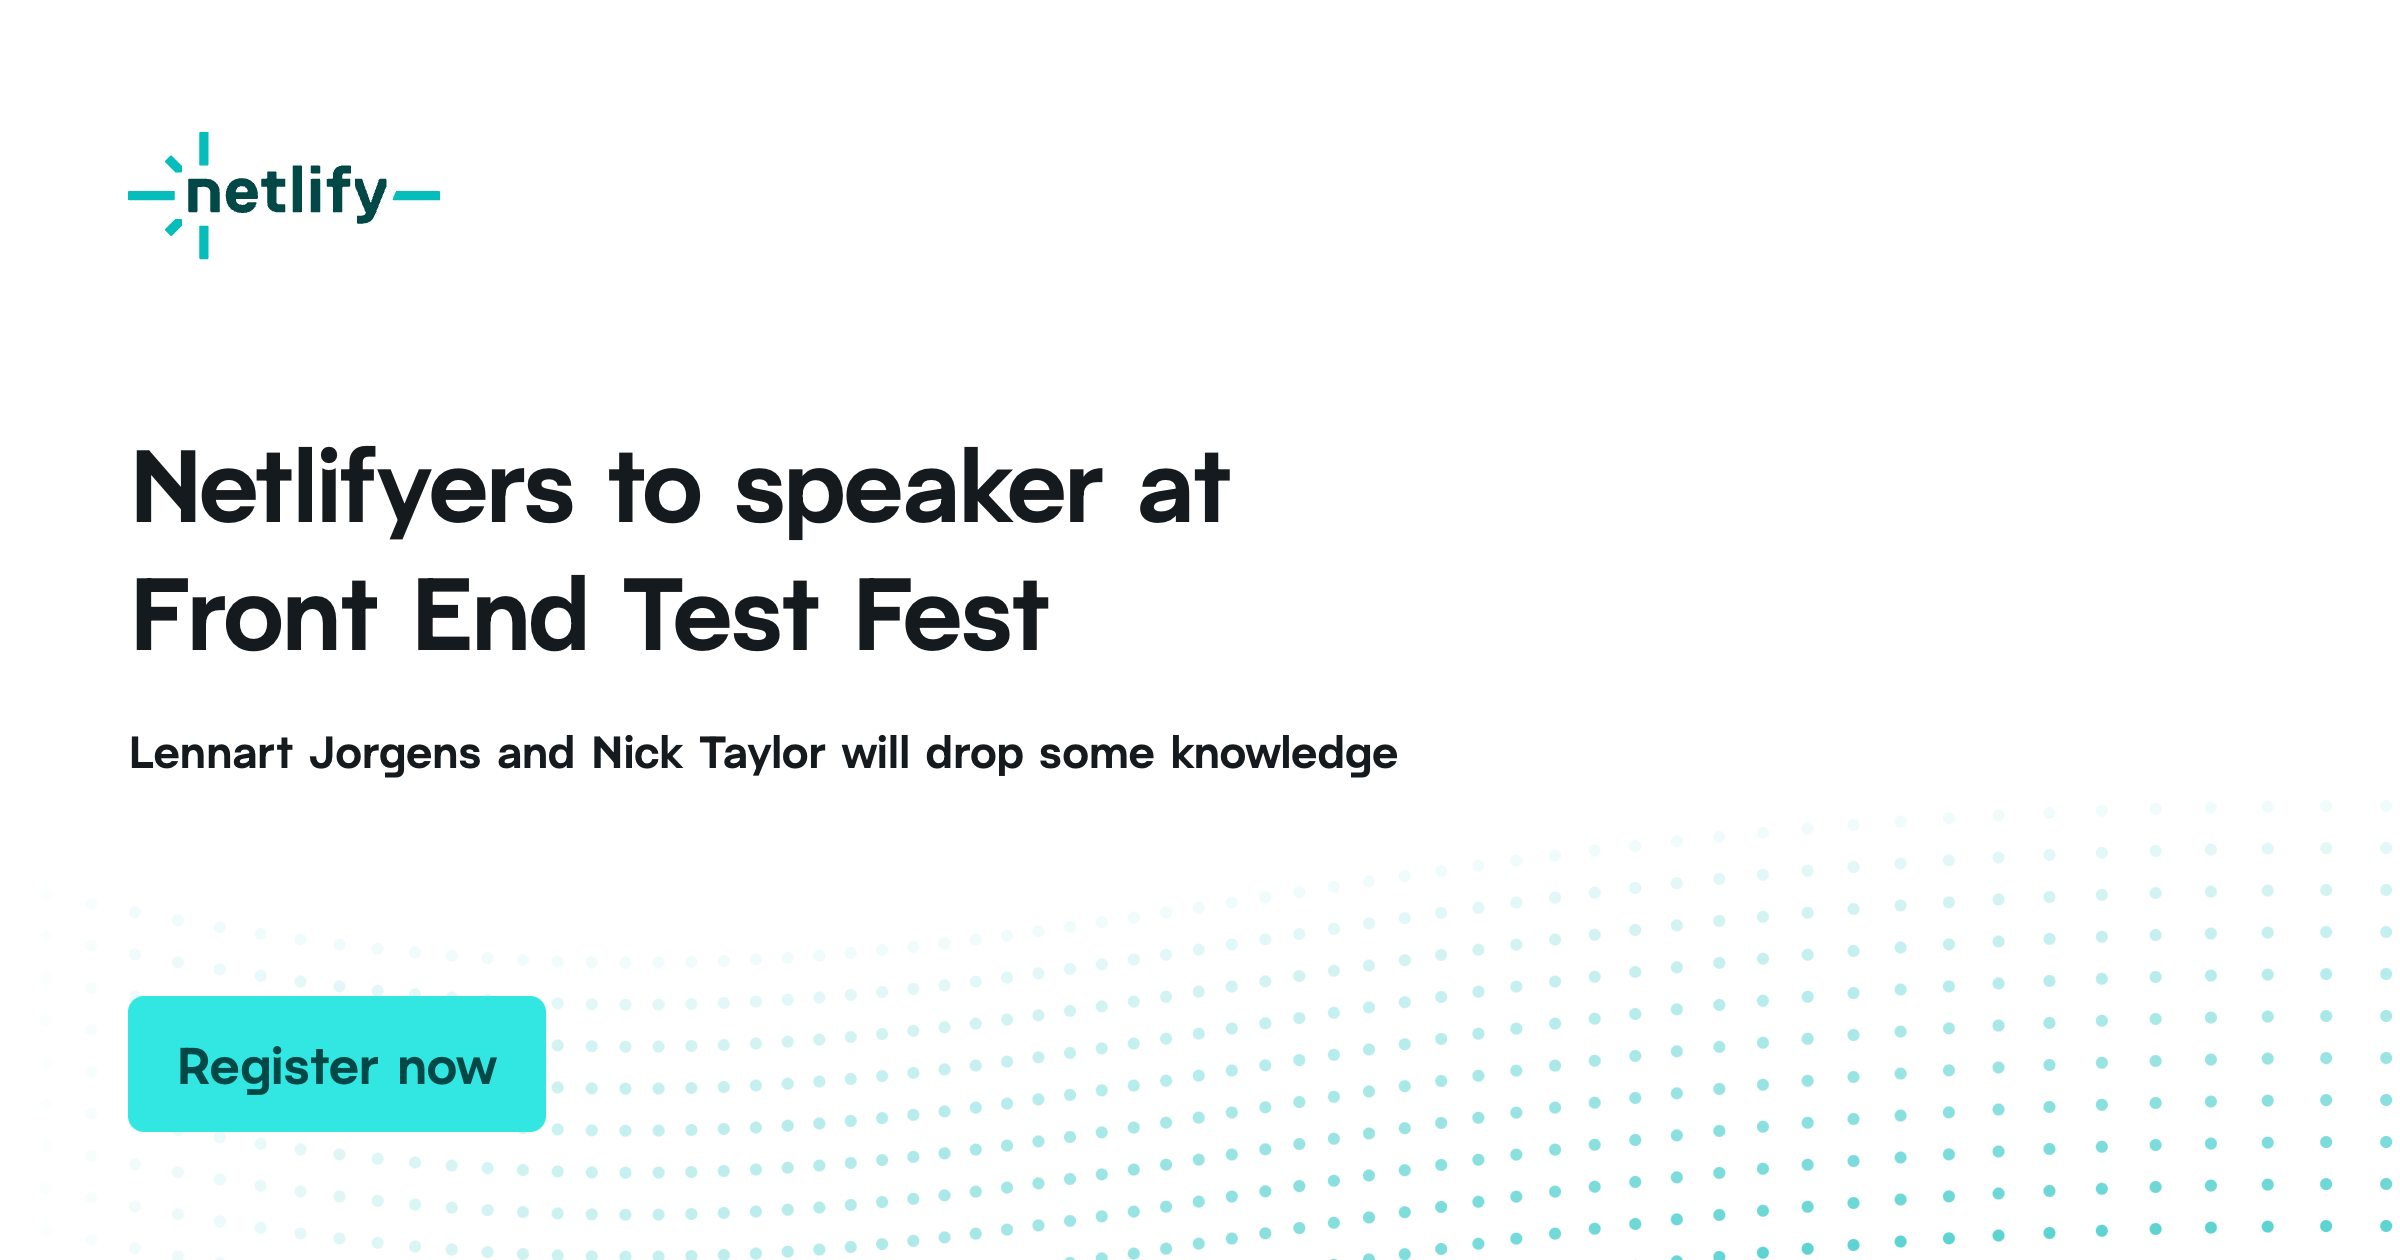 netlify
Netlifyers to speaker at
Front End Test Fest
Lennart Jorgens and Nick Taylor will drop some knowledge
Register now